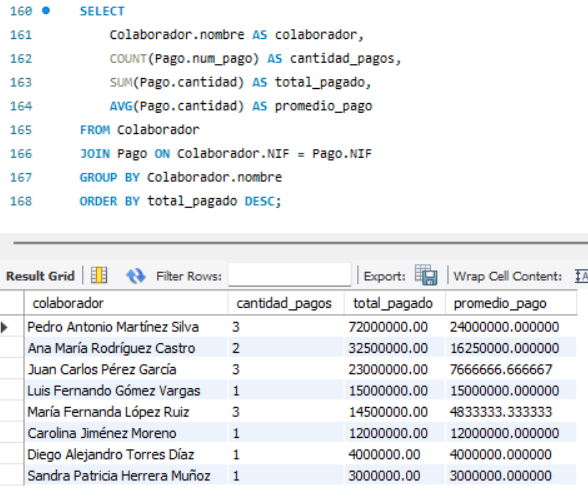 160 SELECT
161 Colaborador.nombre AS colaborador,
162 COUNT(Pago.num_pago) AS cantidad_pagos,
163 SUM(Pago.cantidad) AS total_pagado,
164 AVG(Pago.cantidad) AS promedio_pago
165 FROM Colaborador
166 JOIN Pago ON Colaborador.NIF = Pago.NIF
167 GROUP BY Colaborador.nombre
168 ORDER BY total_pagado DESC;
Result Grid Filter Rows: Export: Wrap Cell Content:
colaborador cantidad_pagos total_pagado promedio_pago
Pedro Antonio Martínez Silva 3 72000000.00 24000000.000000
Ana María Rodríguez Castro 2 32500000.00 16250000.000000
Juan Carlos Pérez García 3 23000000.00 7666666.666667
Luis Fernando Gómez Vargas 1 15000000.00 15000000.000000
María Fernanda López Ruiz 3 14500000.00 4833333.333333
Carolina Jiménez Moreno 1 12000000.00 12000000.000000
Diego Alejandro Torres Díaz 1 4000000.00 4000000.000000
Sandra Patricia Herrera Muñoz 1 3000000.00 3000000.000000